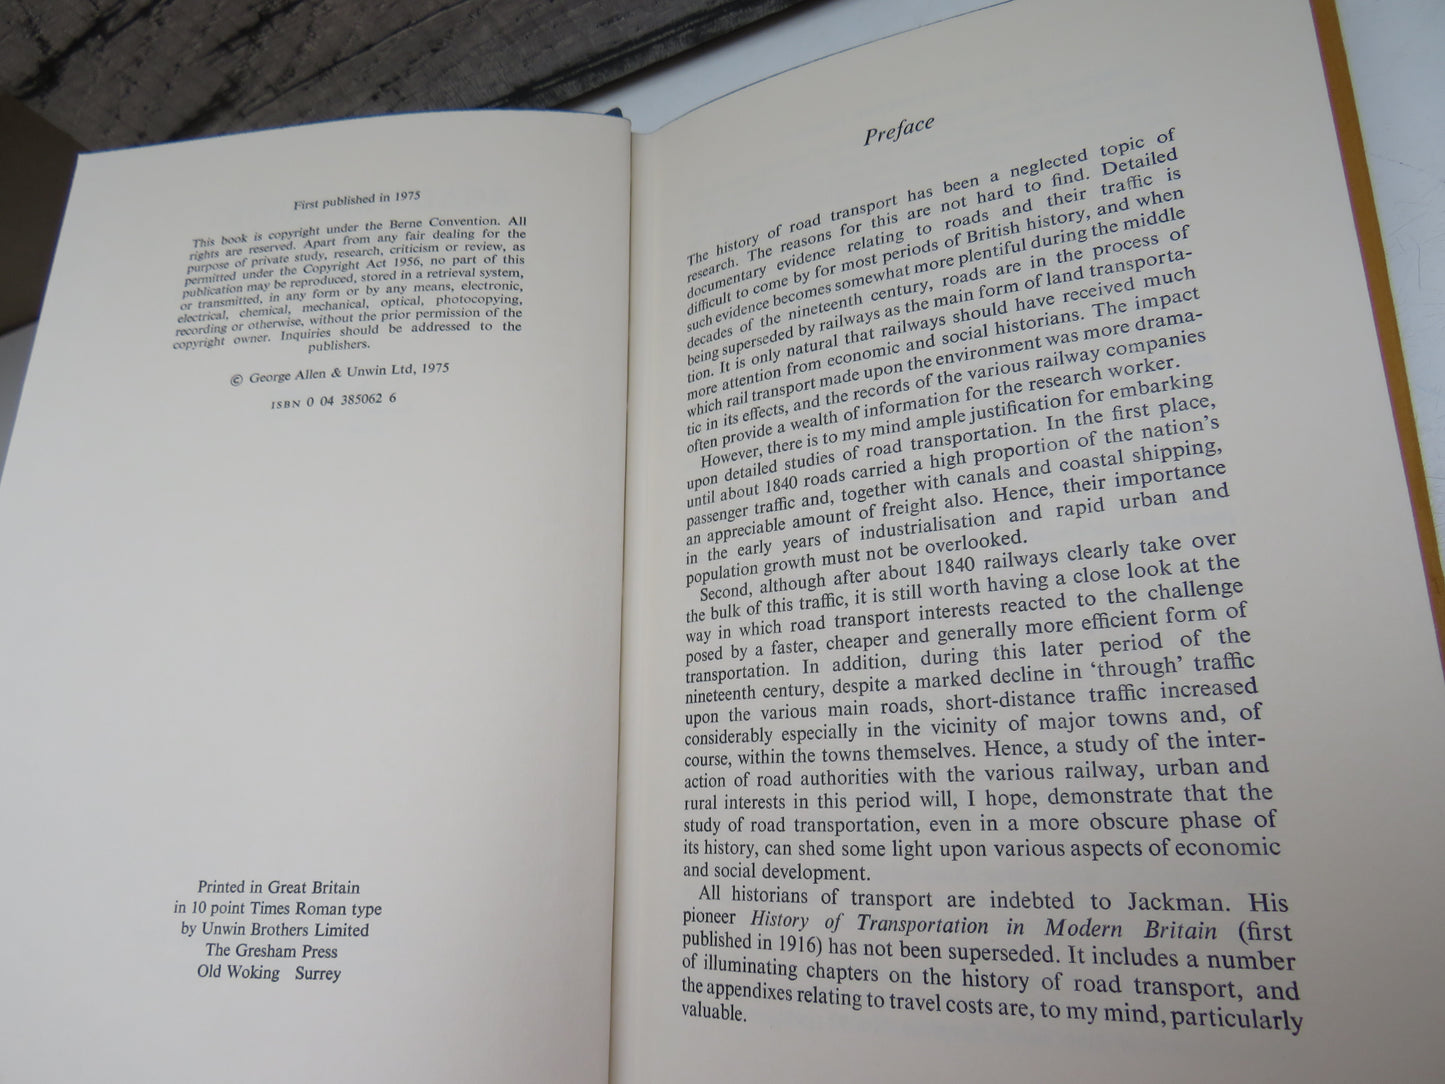 First published in 1975
This book is copyright under the Berne Convention. All
rights are reserved. Apart from any fair dealing for the
purpose of private study, research, criticism or review, as
permitted under the Copyright Act 1956, no part of this
publication may be reproduced, stored in a retrieval system,
or transmitted, in any form or by any means, electronic,
electrical, chemical, mechanical, optical, photocopying,
recording or otherwise, without the prior permission of the
copyright owner. Inquiries should be addressed to the
publishers.
© George Allen & Unwin Ltd, 1975
ISBN 0 04 385062 6
Printed in Great Britain
in 10 point Times Roman type
by Unwin Brothers Limited
The Gresham Press
Old Woking Surrey
Preface
The history of road transport has been a neglected topic of
research. The reasons for this are not hard to find. Detailed
documentary evidence relating to roads and their traffic is
difficult to come by for most periods of British history, and when
such evidence becomes somewhat more plentiful during the middle
decades of the nineteenth century, roads are in the process of
being superseded by railways as the main form of land transporta-
tion. It is only natural that railways should have received much
more attention from economic and social historians. The impact
which rail transport made upon the environment was more drama-
tic in its effects, and the records of the various railway companies
often provide a wealth of information for the research worker.
However, there is to my mind ample justification for embarking
upon detailed studies of road transportation. In the first place,
until about 1840 roads carried a high proportion of the nation's
passenger traffic and, together with canals and coastal shipping,
an appreciable amount of freight also. Hence, their importance
in the early years of industrialisation and rapid urban and
population growth must not be overlooked.
Second, although after about 1840 railways clearly take over
the bulk of this traffic, it is still worth having a close look at the
way in which road transport interests reacted to the challenge
posed by a faster, cheaper and generally more efficient form of
transportation. In addition, during this later period of the
nineteenth century, despite a marked decline in 'through' traffic
upon the various main roads, short-distance traffic increased
considerably especially in the vicinity of major towns and, of
course, within the towns themselves. Hence, a study of the inter-
action of road authorities with the various railway, urban and
rural interests in this period will, I hope, demonstrate that the
study of road transportation, even in a more obscure phase of
its history, can shed some light upon various aspects of economic
and social development.
All historians of transport are indebted to Jackman. His
pioneer History of Transportation in Modern Britain (first
published in 1916) has not been superseded. It includes a number
of illuminating chapters on the history of road transport, and
the appendixes relating to travel costs are, to my mind, particularly
valuable.